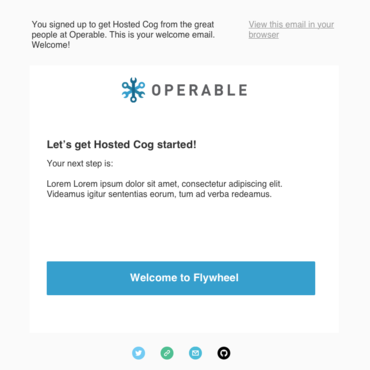 You signed up to get Hosted Cog from the great
people at Operable. This is your welcome email.
Welcome!
View this email in your
browser
OPERABLE
Let's get Hosted Cog started!
Your next step is:
Lorem Lorem ipsum dolor sit amet, consectetur adipiscing elit.
Videamus igitur sententias eorum, tum ad verba redeamus.
Welcome to Flywheel